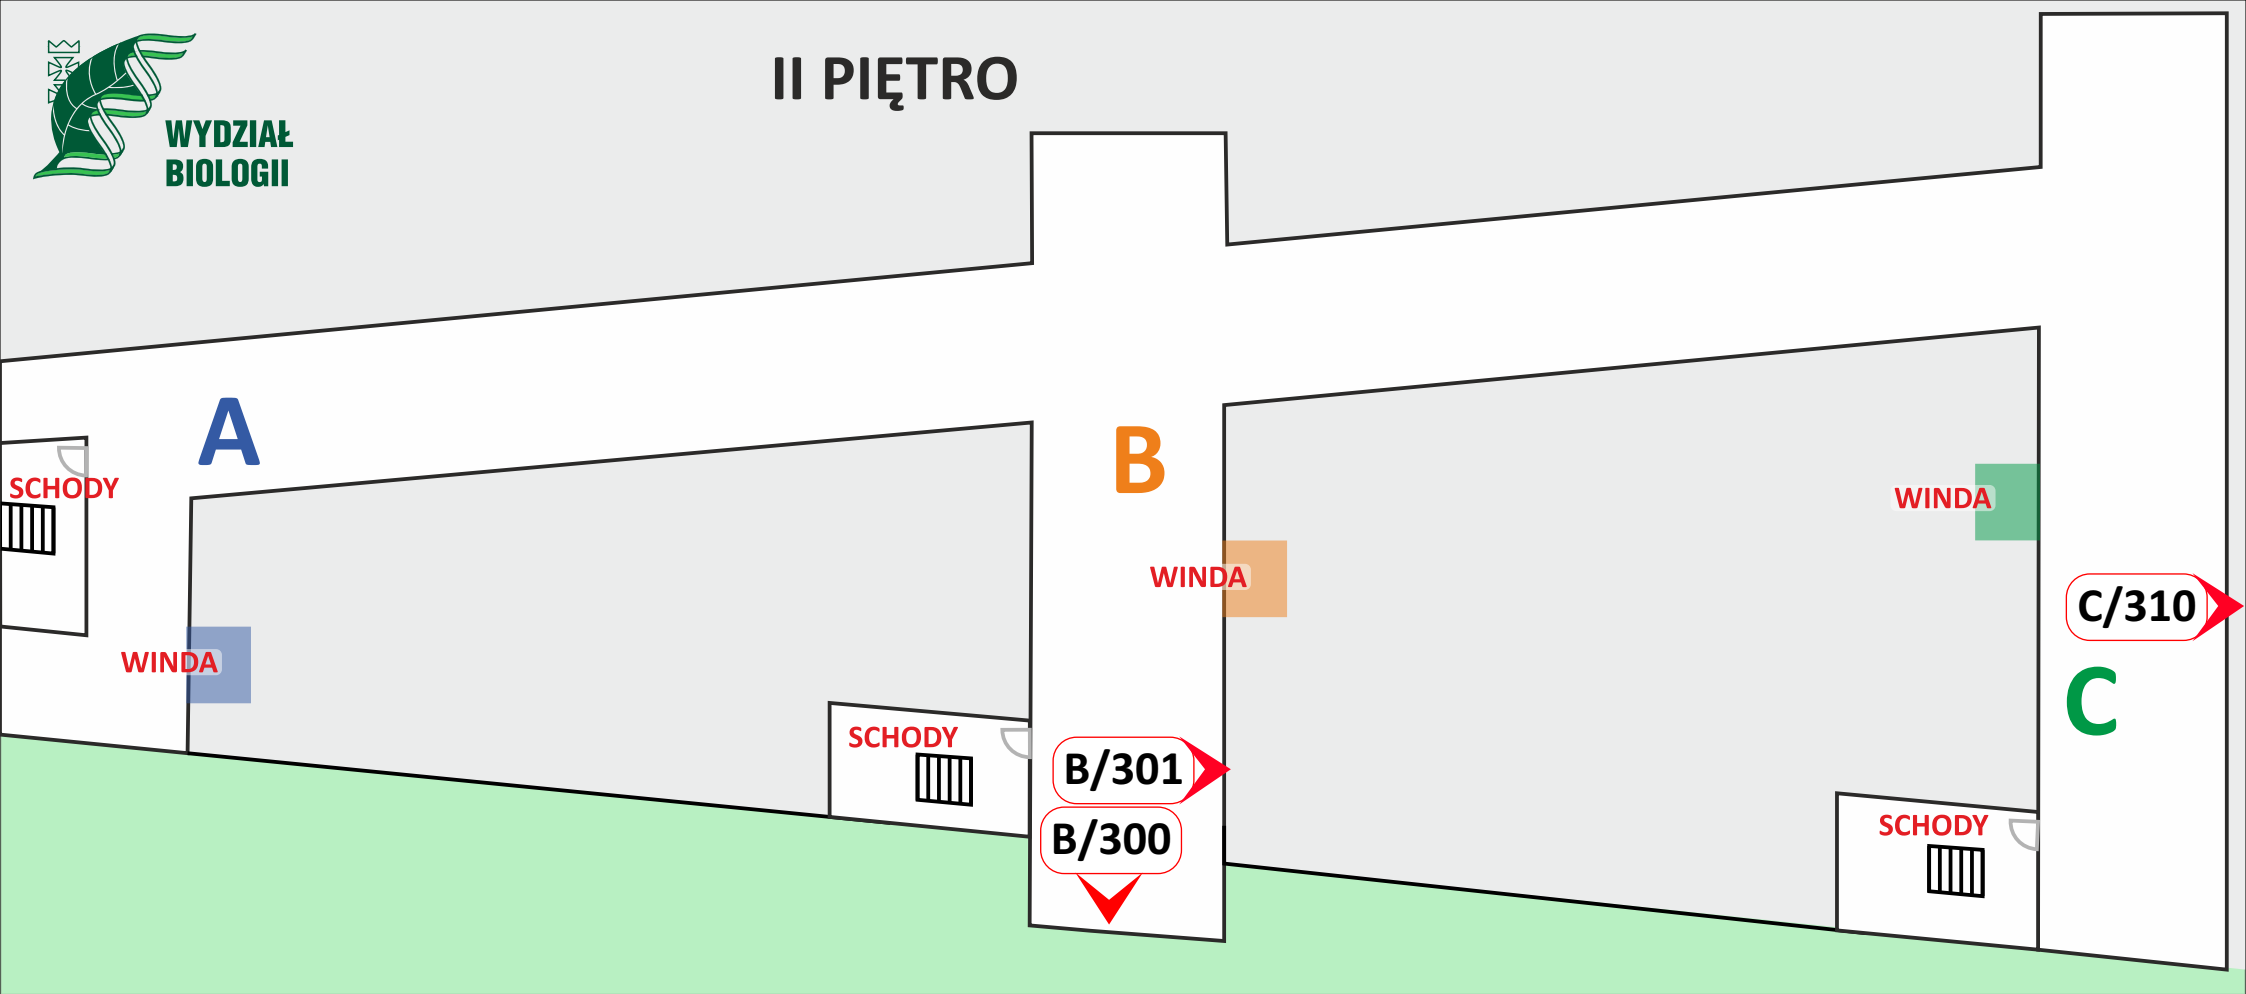 II PIĘTRO
WYDZIAŁ
BIOLOGII
A
B
SCHODY
WINDA
WINDA
WINDA
C/310
C
SCHODY
B/301
B/300
SCHODY